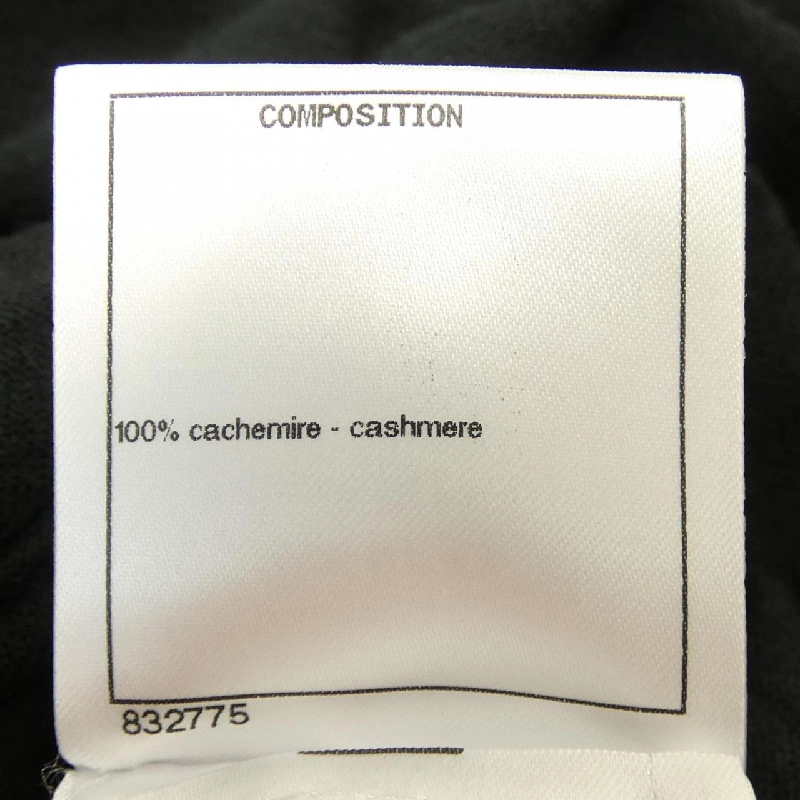 COMPOSITION
100% cachemire - cashmere
832775